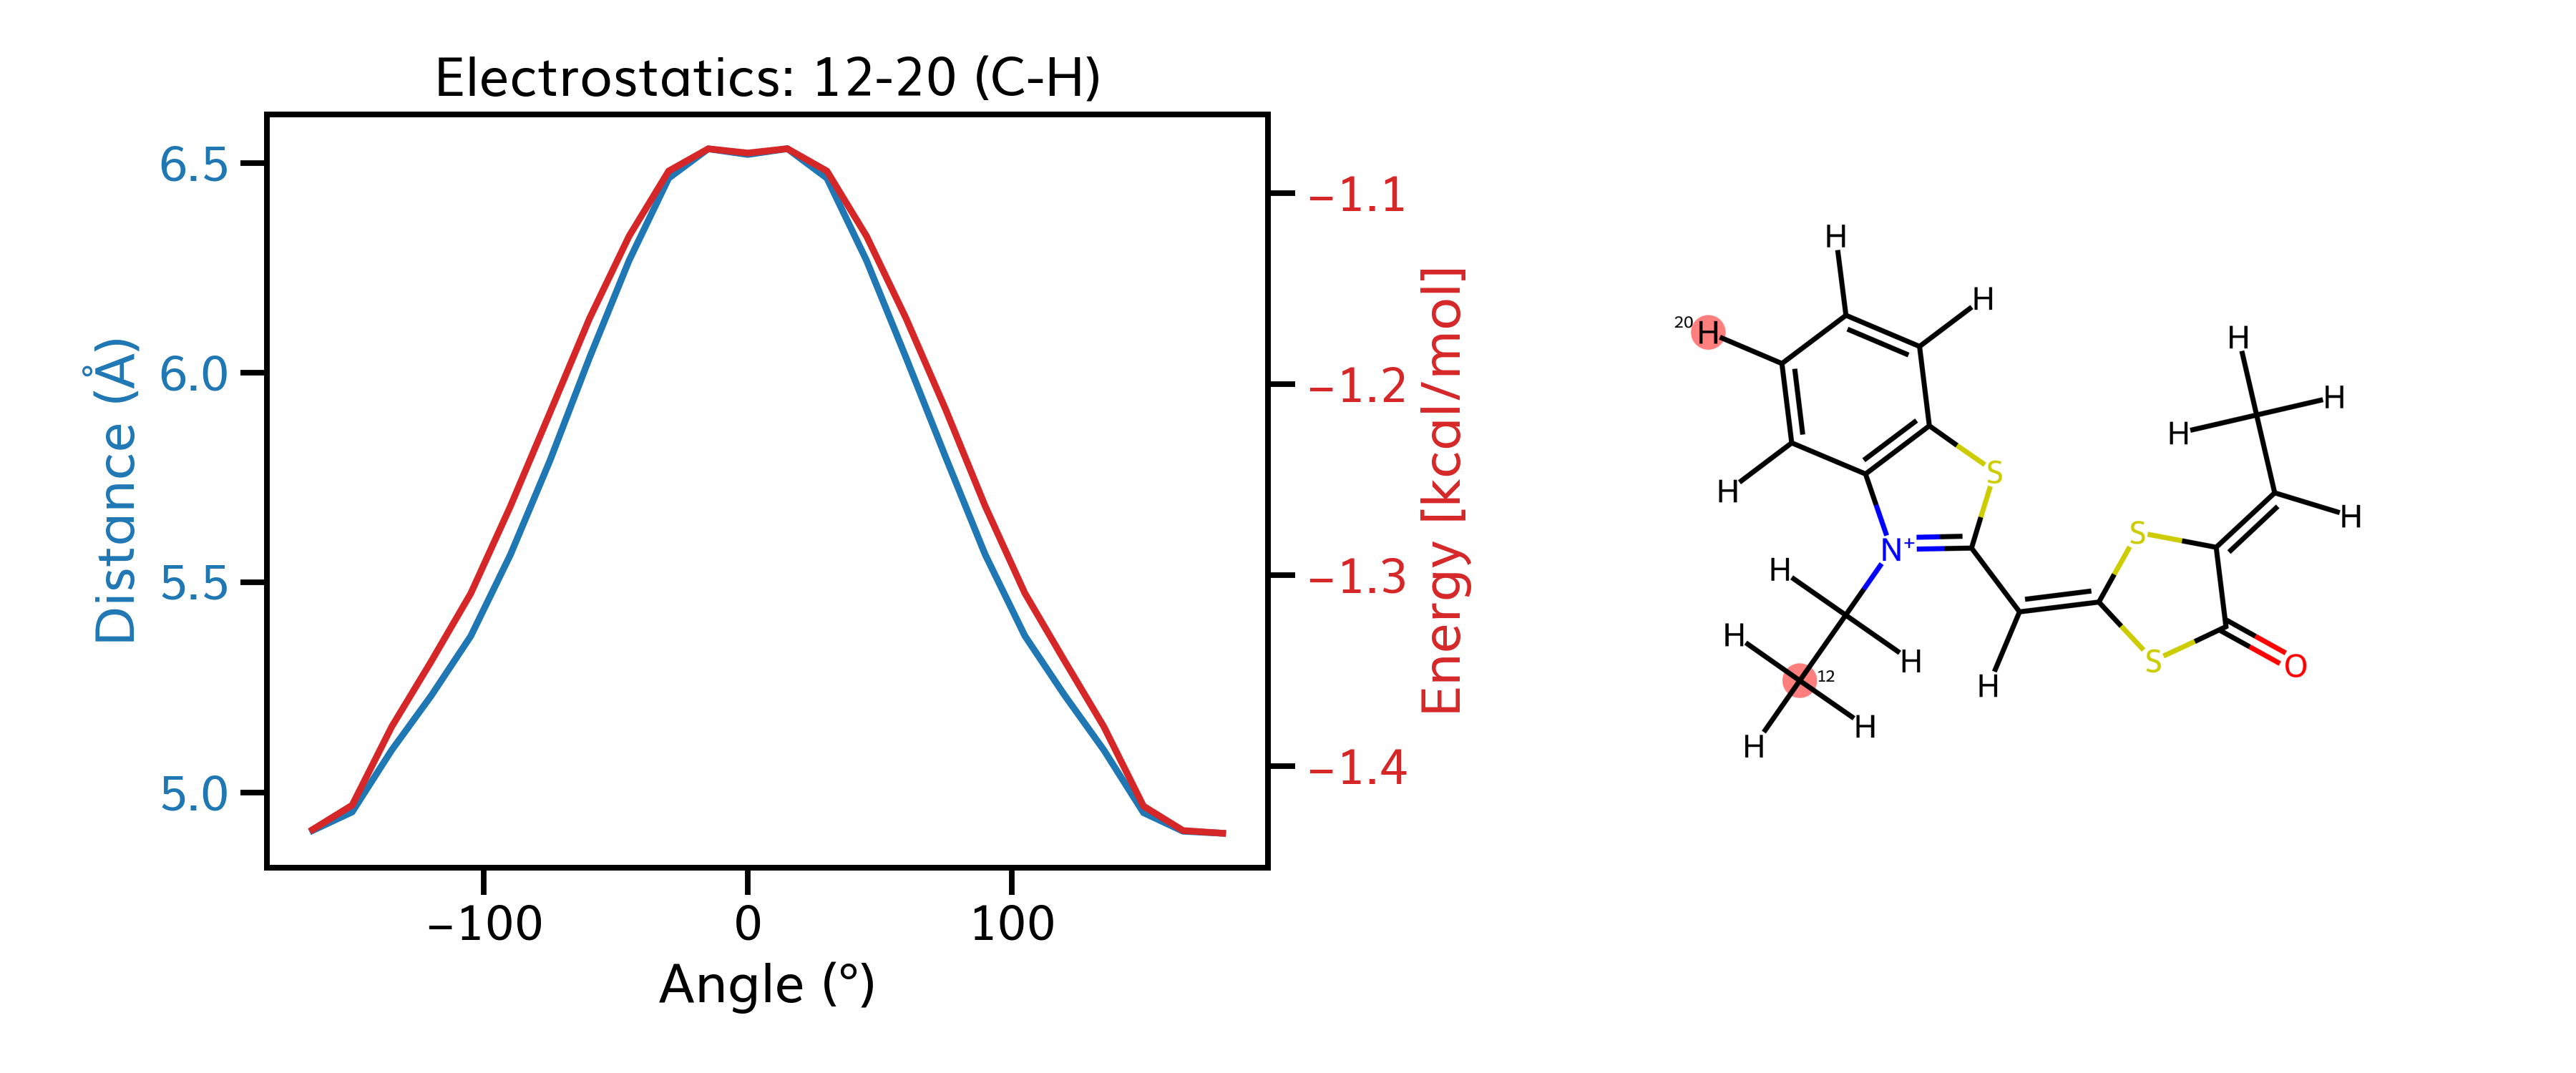 Electrostatics: 12-20 (C-H)
6.5
6.0
5.5
5.0
Distance (Å)
−1.1
−1.2
−1.3
−1.4
Energy [kcal/mol]
−100
0
100
Angle (°)
H
H
20
H
H
H
H
H
H
S
S
H
N⁺
H
H
H
S
O
12
H
H
H
H